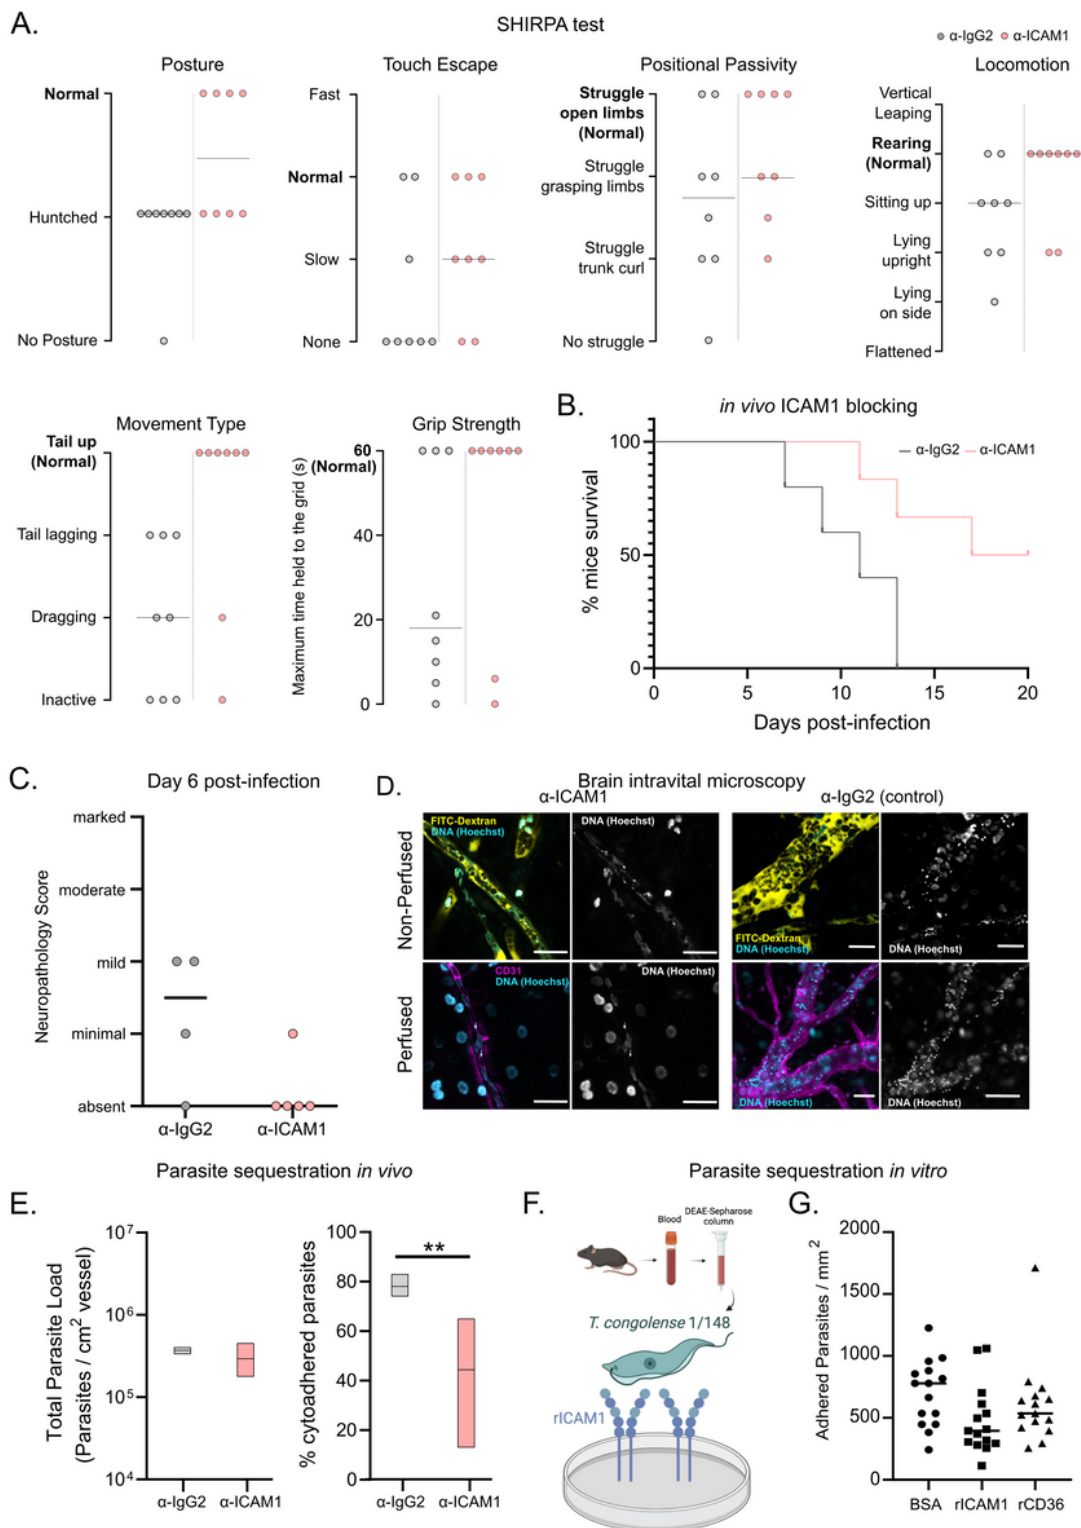 A.
SHIRPA test
α-IgG2 α-ICAM1
Posture
Normal
Huntched
No Posture
Touch Escape
Fast
Normal
Slow
None
Positional Passivity
Struggle
open limbs
(Normal)
Struggle
grasping limbs
Struggle
trunk curl
No struggle
Locomotion
Vertical
Leaping
Rearing
(Normal)
Sitting up
Lying
upright
Lying
on side
Flattened
Movement Type
Tail up
(Normal)
Tail lagging
Dragging
Inactive
Grip Strength
Maximum time held to the grid (s)
60
(Normal)
40
20
0
B.
in vivo ICAM1 blocking
α-IgG2 α-ICAM1
% mice survival
100
50
0
0 5 10 15 20
Days post-infection
C.
Day 6 post-infection
Neuropathology Score
marked
moderate
mild
minimal
absent
α-IgG2 α-ICAM1
D.
Brain intravital microscopy
α-ICAM1 α-IgG2 (control)
Non-Perfused
FITC-Dextran
DNA (Hoechst)
DNA (Hoechst)
FITC-Dextran
DNA (Hoechst)
DNA (Hoechst)
Perfused
CD31
DNA (Hoechst)
DNA (Hoechst)
DNA (Hoechst)
DNA (Hoechst)
Parasite sequestration in vivo
E.
Total Parasite Load
(Parasites / cm² vessel)
10⁷
10⁶
10⁵
10⁴
α-IgG2 α-ICAM1
% cytoadhered parasites
100
80
60
40
20
0
**
α-IgG2 α-ICAM1
Parasite sequestration in vitro
F.
Blood
DEAE-Sepharose
column
T. congolense 1/148
rICAM1
G.
Adhered Parasites / mm²
2000
1500
1000
500
0
BSA rICAM1 rCD36